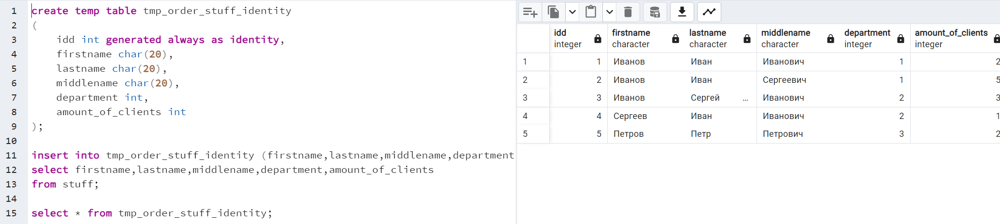 1 create temp table tmp_order_stuff_identity
2 (
3 idd int generated always as identity,
4 firstname char(20),
5 lastname char(20),
6 middlename char(20),
7 department int,
8 amount_of_clients int
9 );
10
11 insert into tmp_order_stuff_identity (firstname,lastname,middlename,department
12 select firstname,lastname,middlename,department,amount_of_clients
13 from stuff;
14
15 select * from tmp_order_stuff_identity;
idd firstname lastname middlename department amount_of_clients
integer character character character integer integer
1 1 Иванов Иван Иванович 1 2
2 2 Иванов Иван Сергеевич 1 5
3 3 Иванов Сергей ... Иванович 2 3
4 4 Сергеев Иван Иванович 2 1
5 5 Петров Петр Петрович 3 2